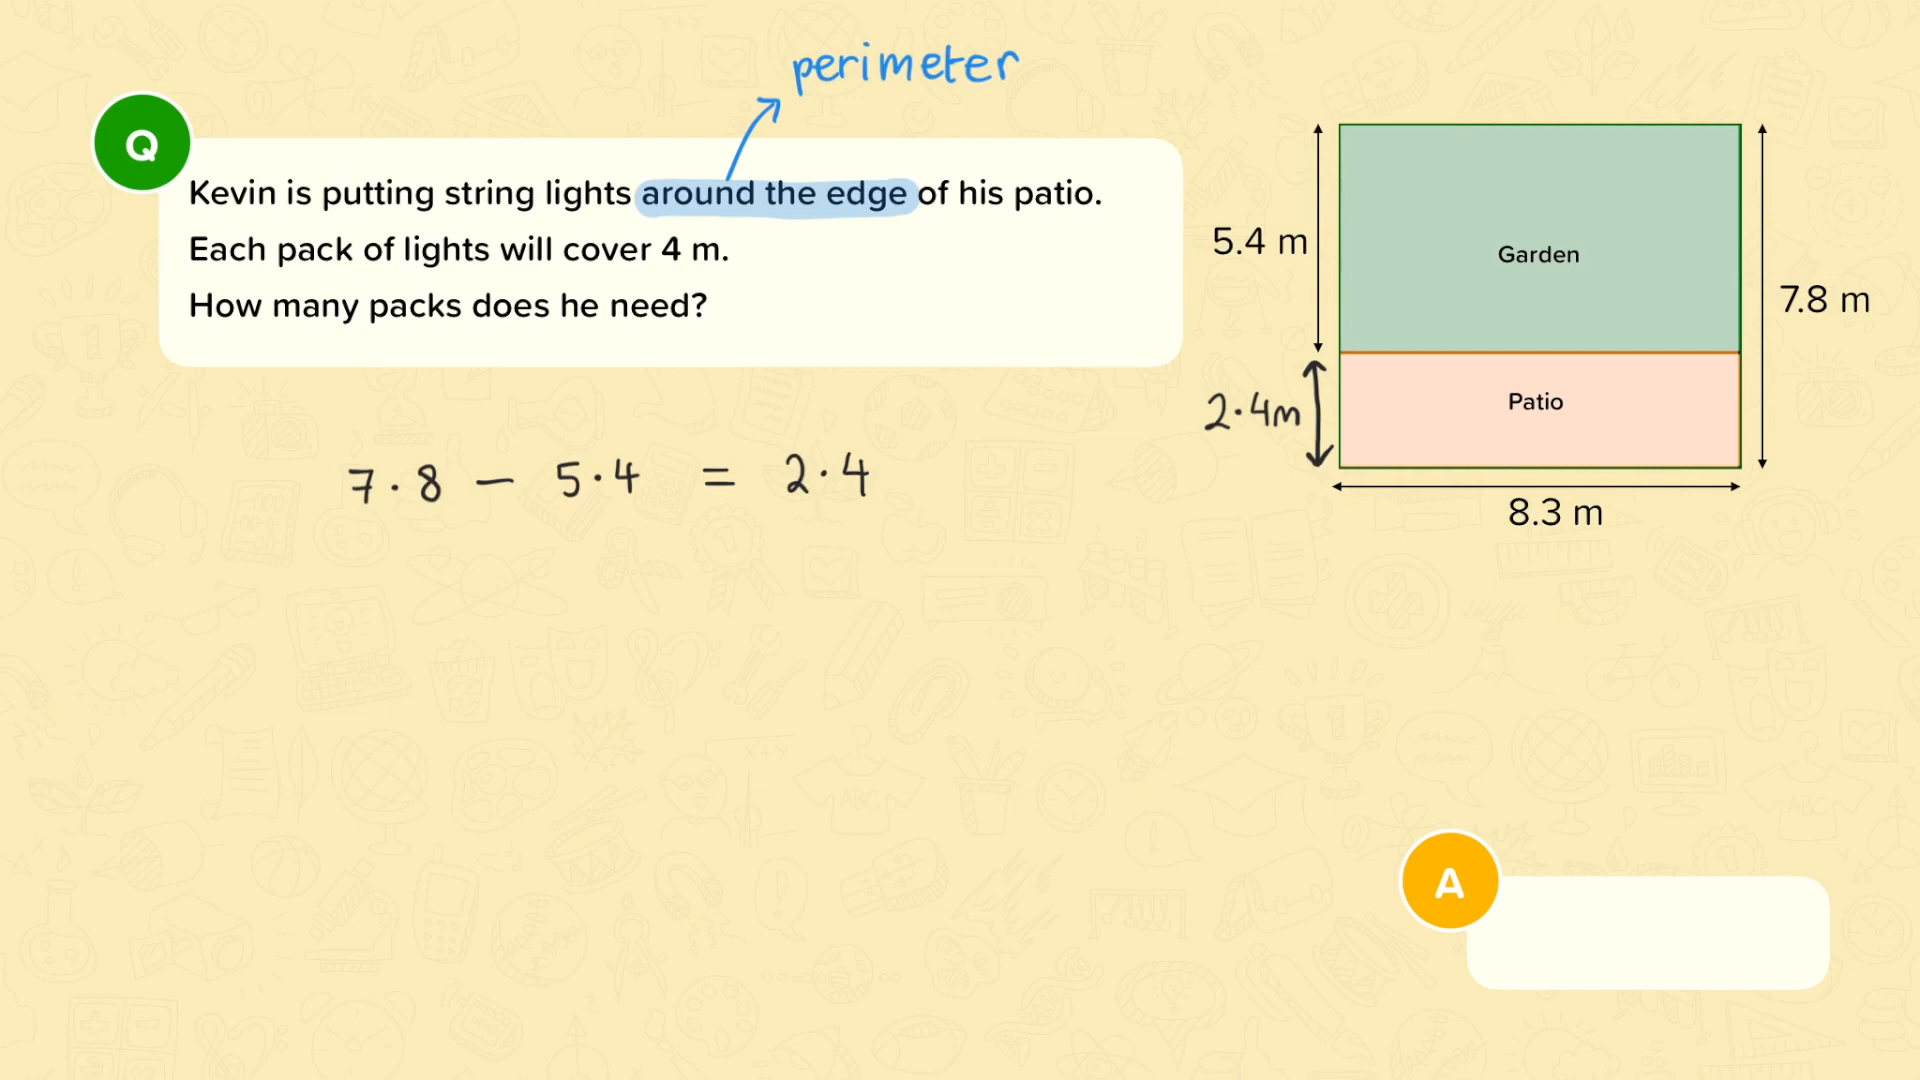 perimeter
Q
Kevin is putting string lights around the edge of his patio.
Each pack of lights will cover 4 m.
How many packs does he need?
5.4 m
Garden
7.8 m
2.4m
Patio
8.3 m
7.8 - 5.4 = 2.4
A